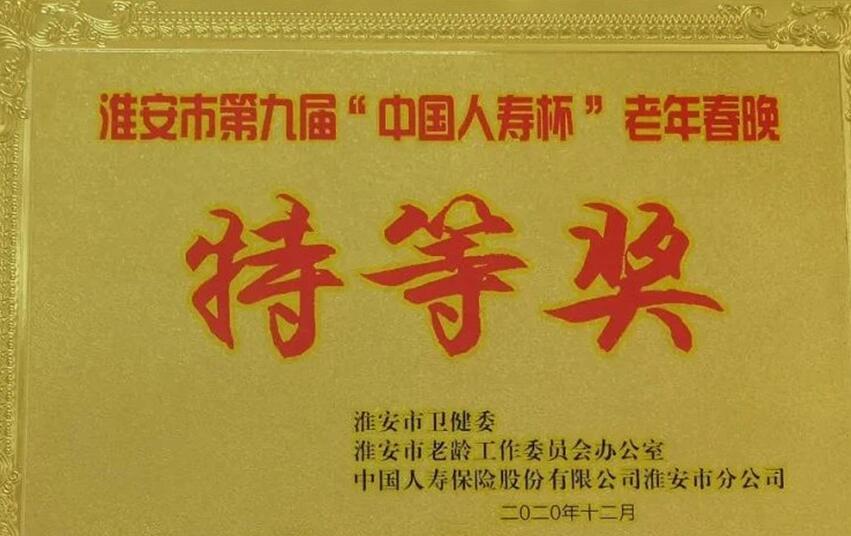 淮安市第九届“中国人寿杯”老年春晚
特等奖
淮安市卫健委
淮安市老龄工作委员会办公室
中国人寿保险股份有限公司淮安市分公司
二0二0年十二月